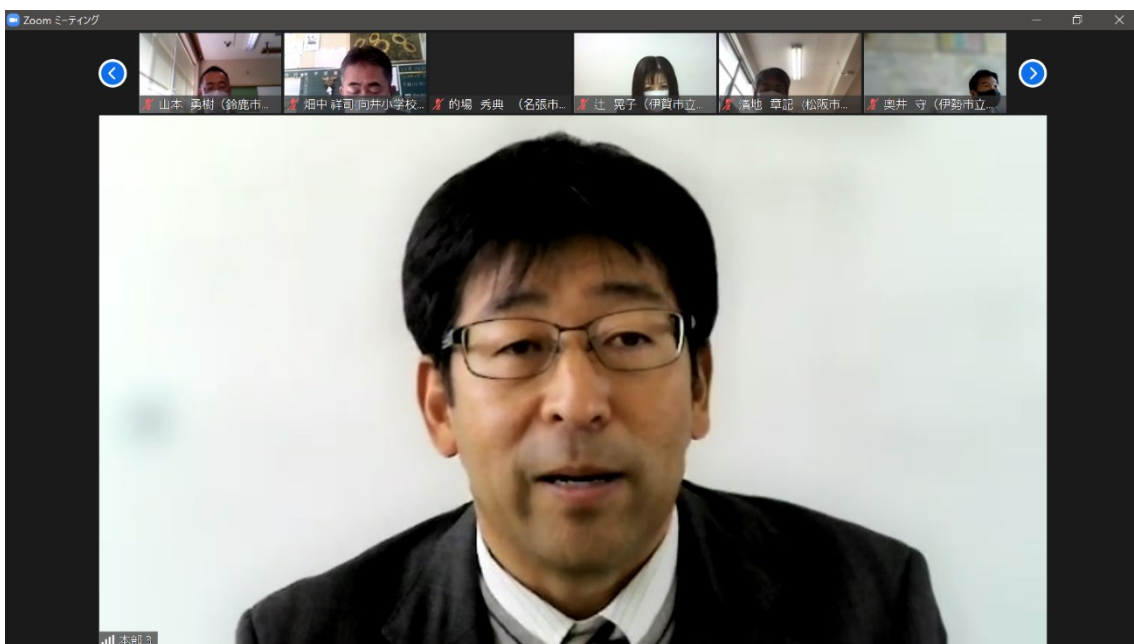 Zoom ミーティング
山本 勇樹（鈴鹿市...
畑中 祥司 向井小学校...
的場 秀典 （名張市...
辻 晃子（伊賀市立...
濱地 章記（松阪市...
奥井 守（伊勢市立...
本部 3